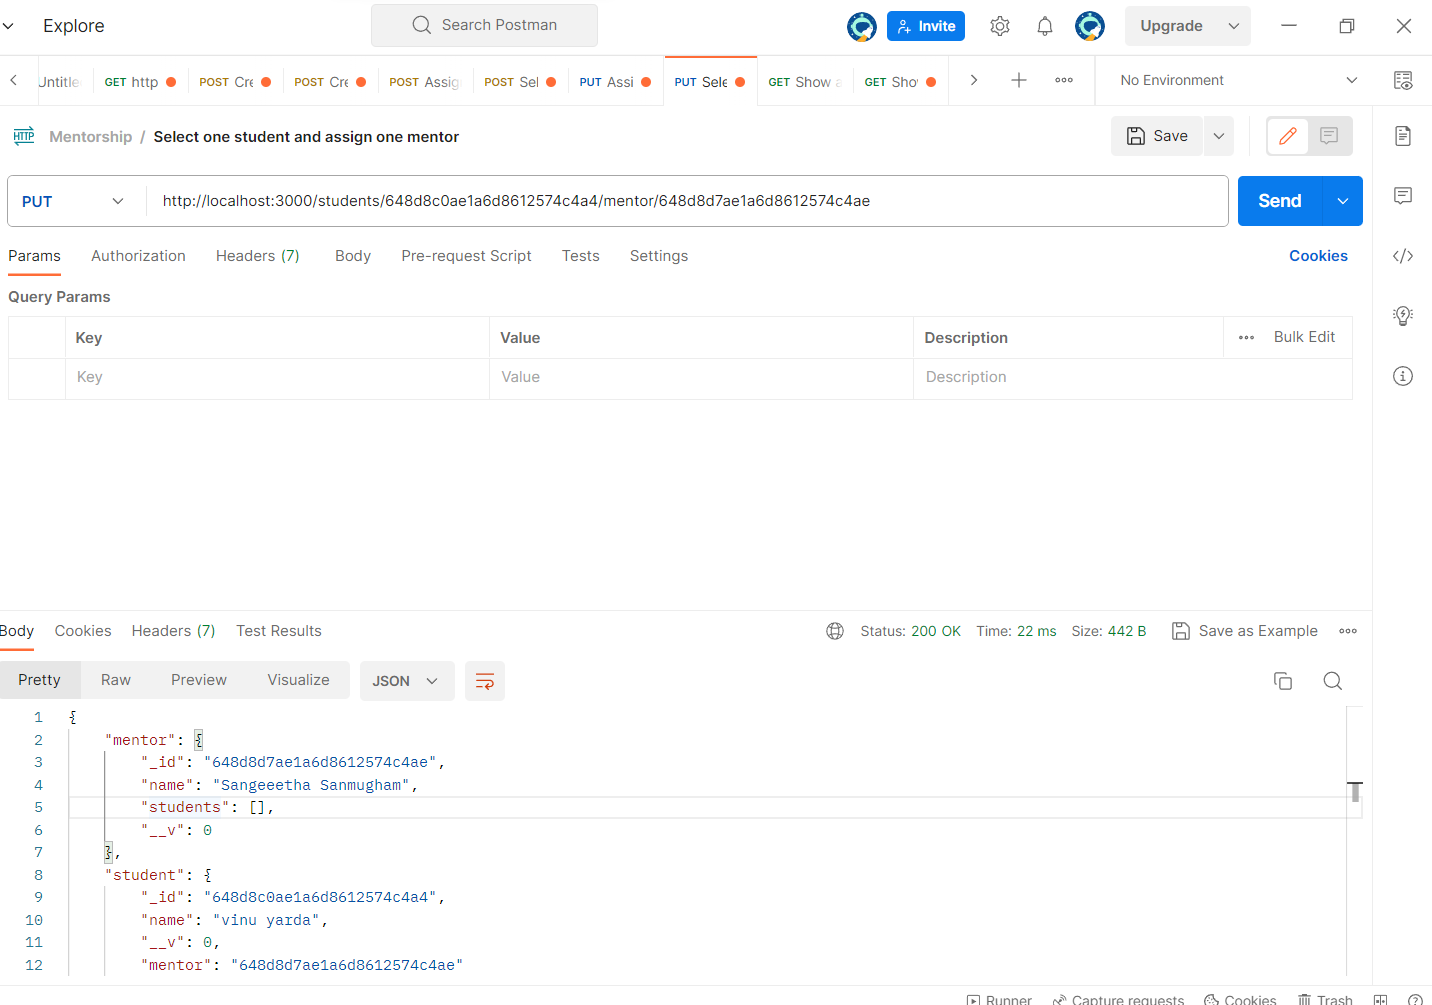 Explore
Search Postman
Invite
Upgrade
Untitle
GET http
POST Cre
POST Cre
POST Assig
POST Sel
PUT Assi
PUT Sele
GET Show a
GET Sho
No Environment
HTTP Mentorship / Select one student and assign one mentor
Save
PUT http://localhost:3000/students/648d8c0ae1a6d8612574c4a4/mentor/648d8d7ae1a6d8612574c4ae
Send
Params Authorization Headers (7) Body Pre-request Script Tests Settings Cookies
Query Params
Key Value Description Bulk Edit
Key Value Description
Body Cookies Headers (7) Test Results Status: 200 OK Time: 22 ms Size: 442 B Save as Example
Pretty Raw Preview Visualize JSON
1 {
2 "mentor": {
3 "_id": "648d8d7ae1a6d8612574c4ae",
4 "name": "Sangeeetha Sanmugham",
5 "students": [],
6 "__v": 0
7 },
8 "student": {
9 "_id": "648d8c0ae1a6d8612574c4a4",
10 "name": "vinu yarda",
11 "__v": 0,
12 "mentor": "648d8d7ae1a6d8612574c4ae"
Runner Capture requests Cookies Trash